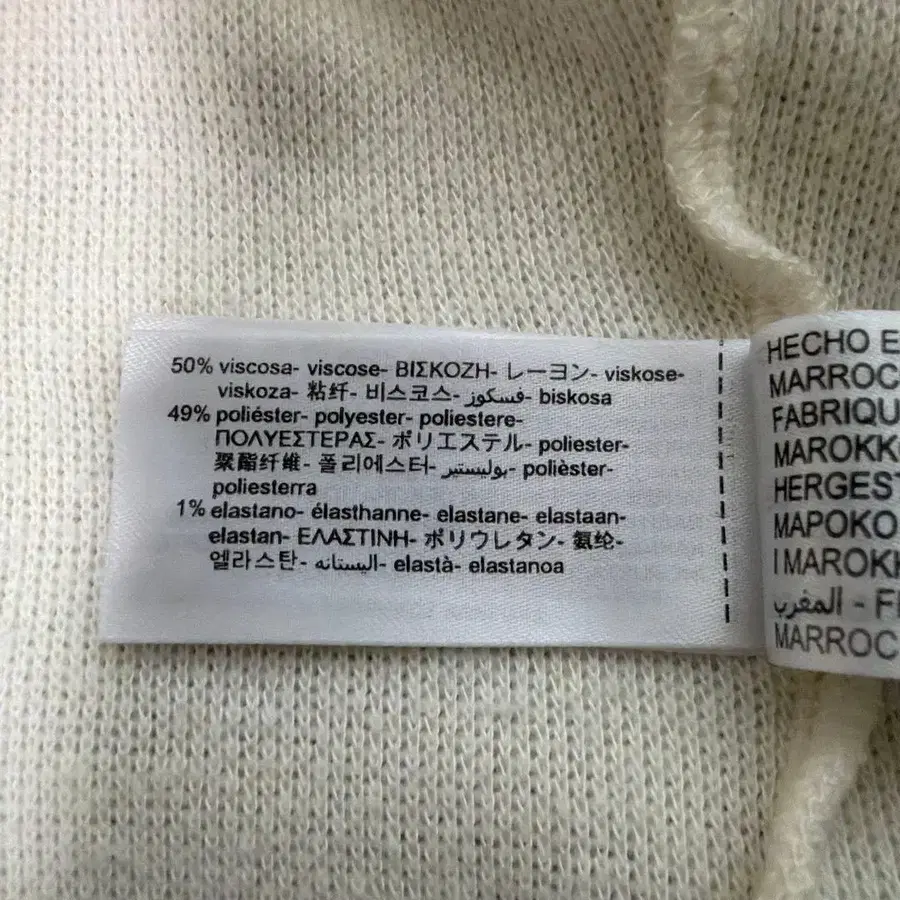 50% viscosa- viscose- ΒΙΣΚΟΖΗ- レーヨン- viskose-
viskoza- 粘纤- 비스코스- فسكوز- biskosa
49% poliéster- polyester- poliestere-
ΠΟΛΥΕΣΤΕΡΑΣ- ポリエステル- poliester-
聚酯纤维- 폴리에스터- بوليستير- polièster-
poliesterra
1% elastano- élasthanne- elastane- elastaan-
elastan- ΕΛΑΣΤΙΝΗ- ポリウレタン- 氨纶-
엘라스탄- اليستانه- elastà- elastanoa
HECHO E
MARROC
FABRIQU
MAROKK
HERGEST
ΜΑΡΟΚΟ
I MAROKK
المغرب - FE
MARROC